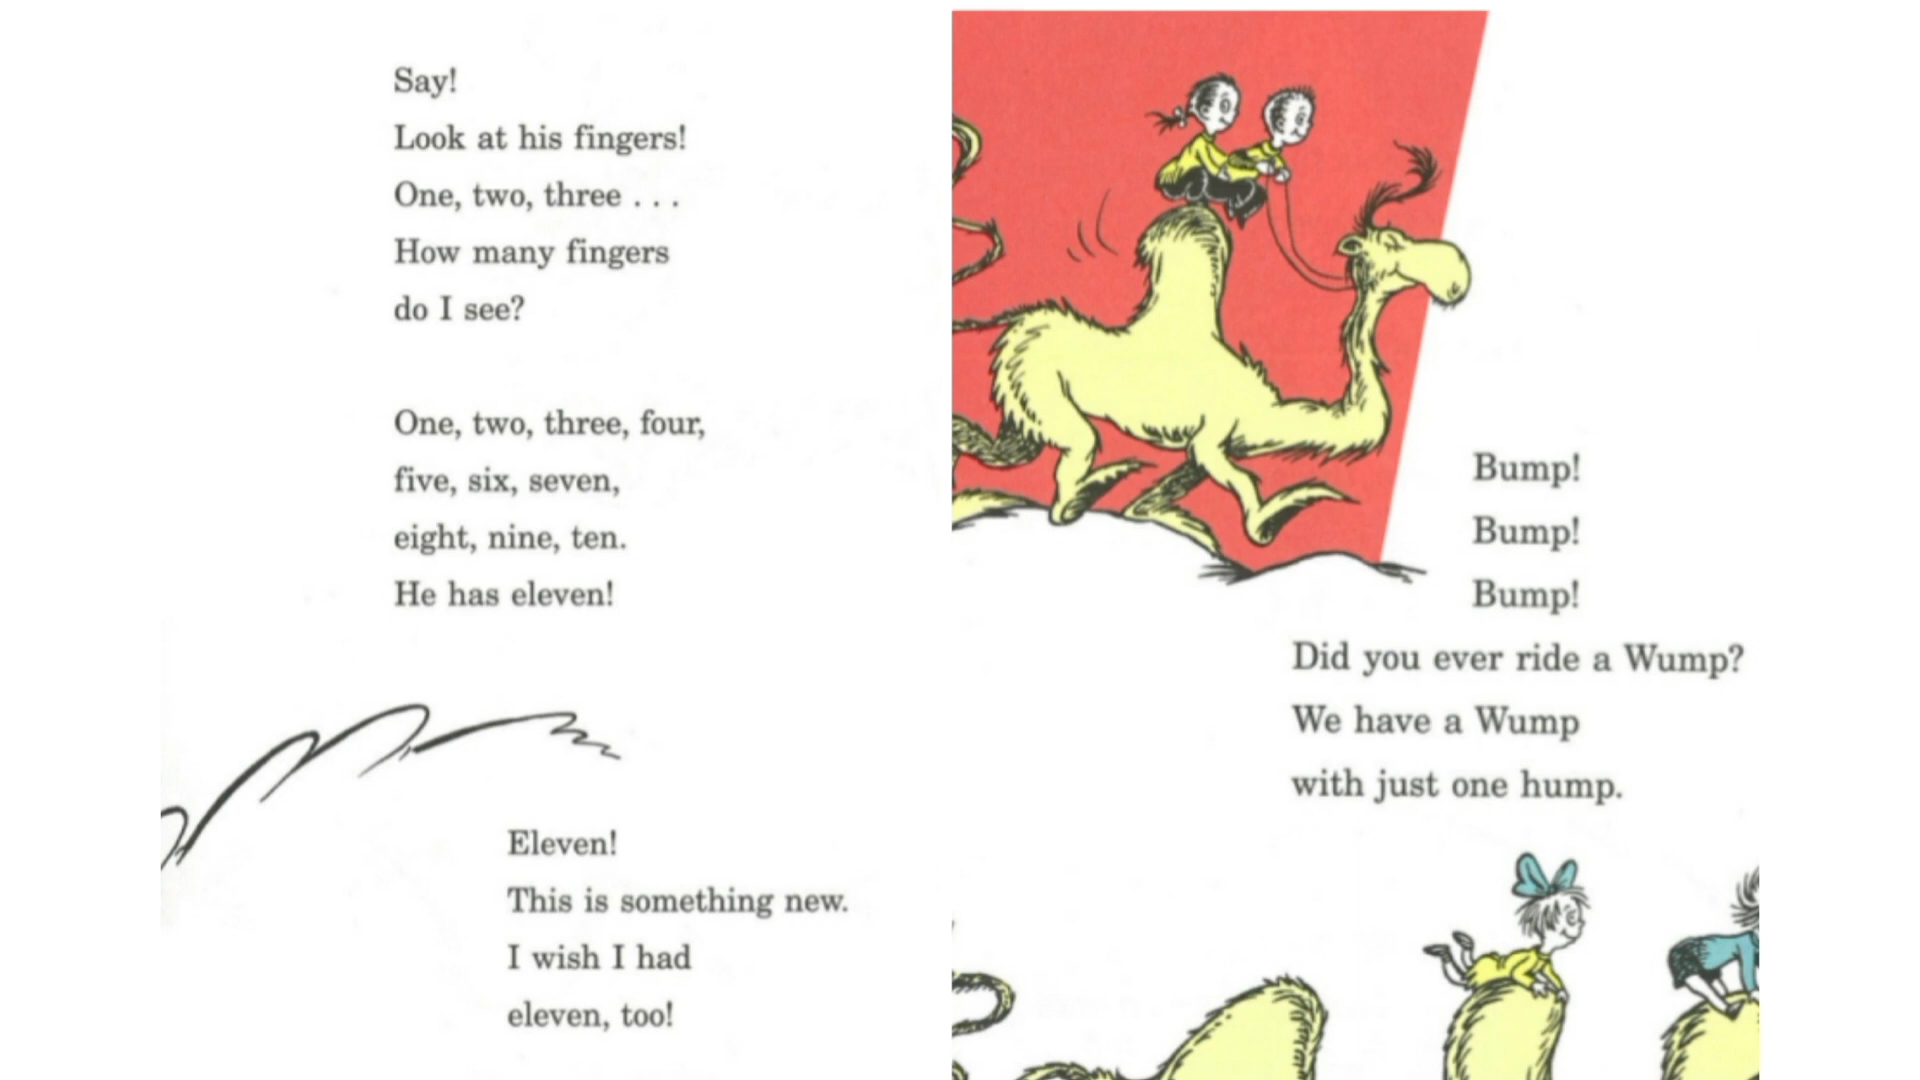 Say!
Look at his fingers!
One, two, three . . .
How many fingers
do I see?
One, two, three, four,
five, six, seven,
eight, nine, ten.
He has eleven!
Eleven!
This is something new.
I wish I had
eleven, too!
Bump!
Bump!
Bump!
Did you ever ride a Wump?
We have a Wump
with just one hump.